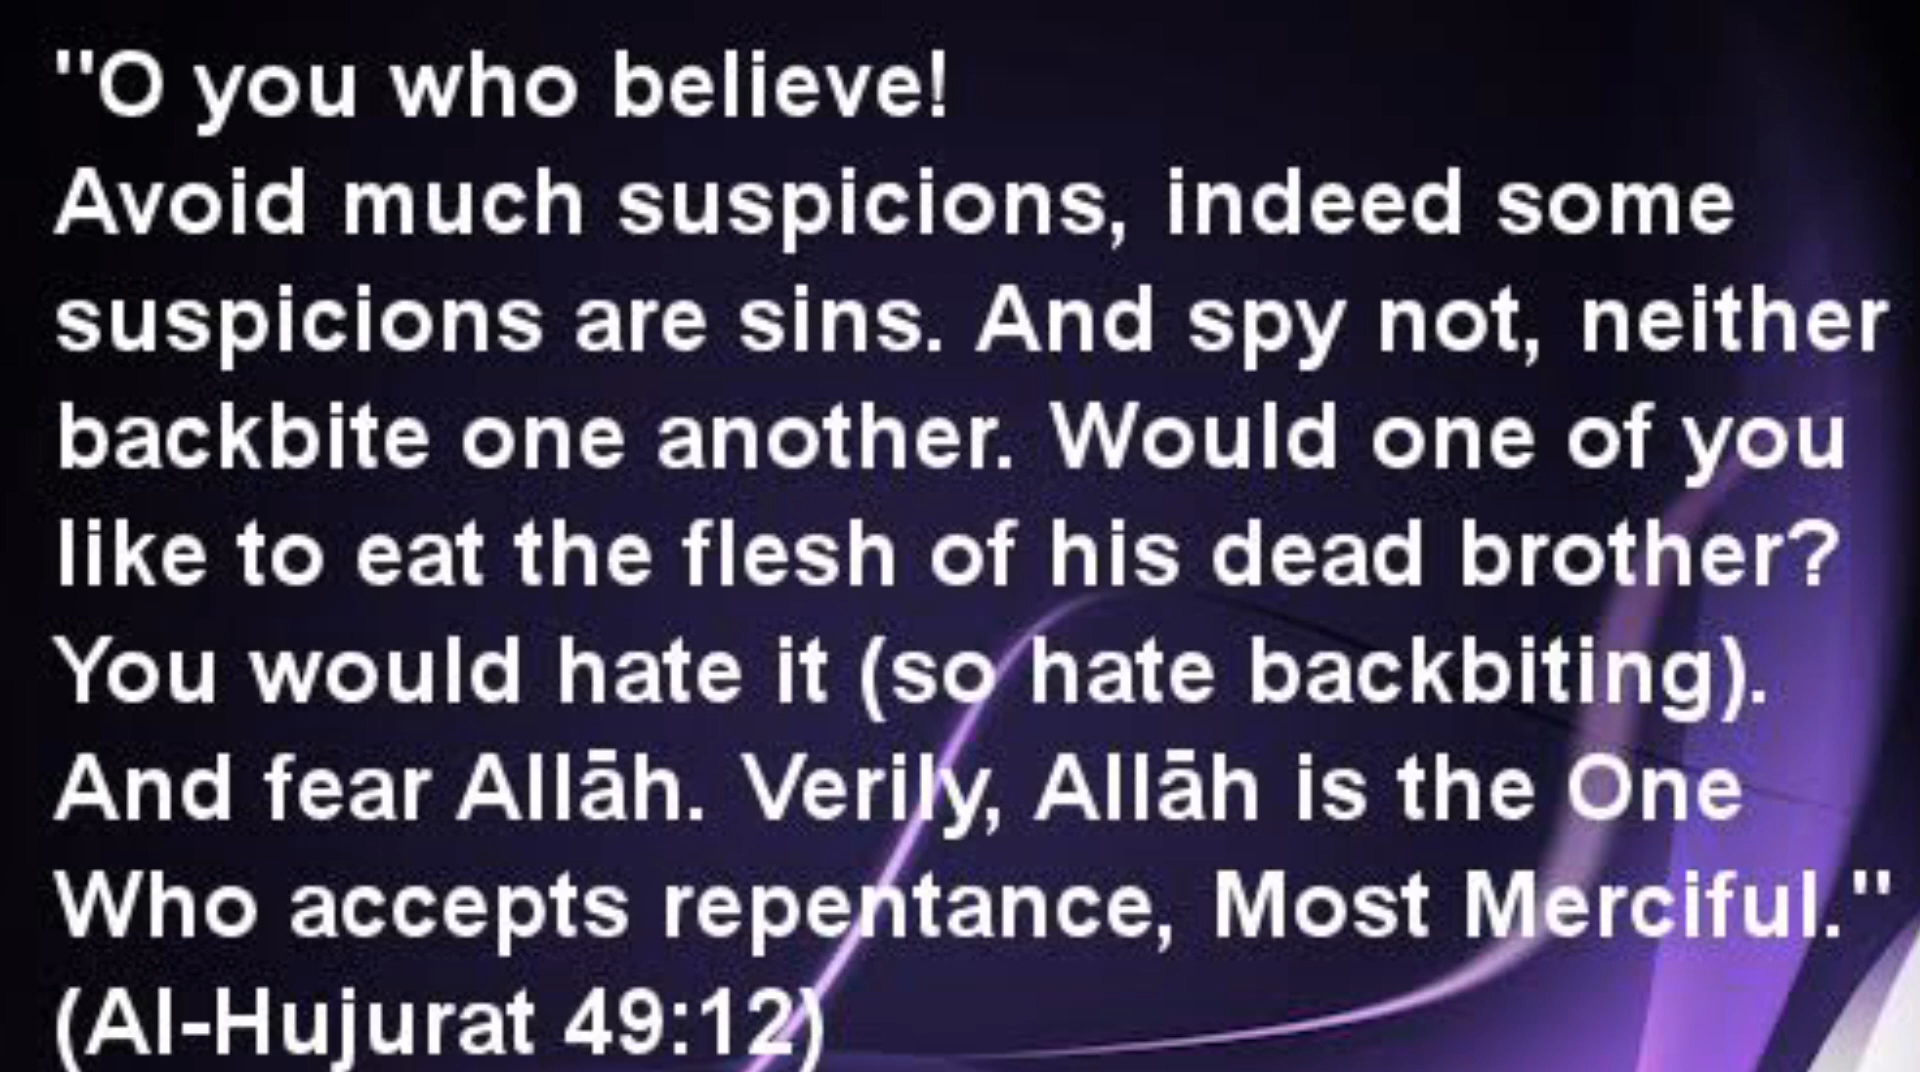 "O you who believe!
Avoid much suspicions, indeed some
suspicions are sins. And spy not, neither
backbite one another. Would one of you
like to eat the flesh of his dead brother?
You would hate it (so hate backbiting).
And fear Allāh. Verily, Allāh is the One
Who accepts repentance, Most Merciful."
(Al-Hujurat 49:12)